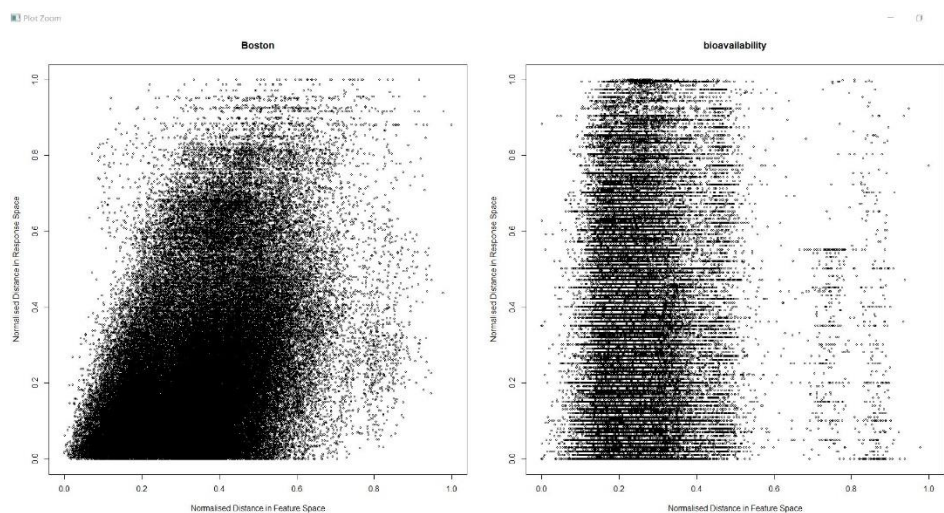 Plot Zoom
Boston
1.0
0.8
0.6
0.4
0.2
0.0
Normalised Distance in Response Space
0.0 0.2 0.4 0.6 0.8 1.0
Normalised Distance in Feature Space
bioavailability
1.0
0.8
0.6
0.4
0.2
0.0
Normalised Distance in Response Space
0.0 0.2 0.4 0.6 0.8 1.0
Normalised Distance in Feature Space